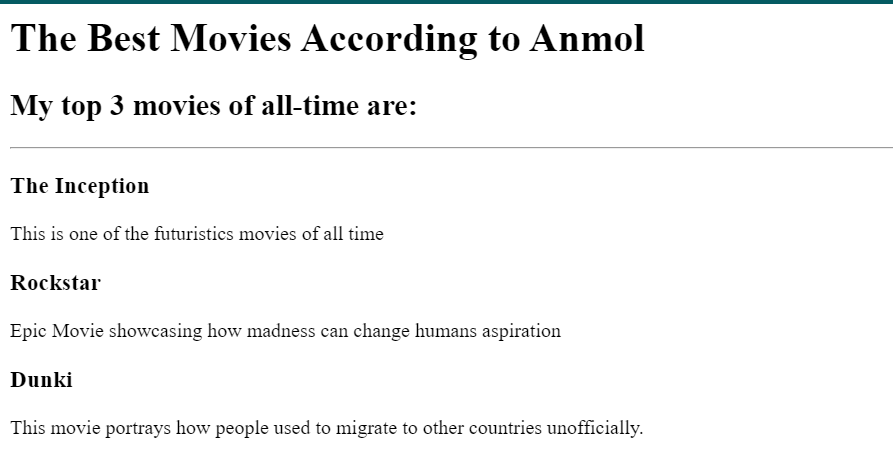 The Best Movies According to Anmol
My top 3 movies of all-time are:
The Inception
This is one of the futuristics movies of all time
Rockstar
Epic Movie showcasing how madness can change humans aspiration
Dunki
This movie portrays how people used to migrate to other countries unofficially.